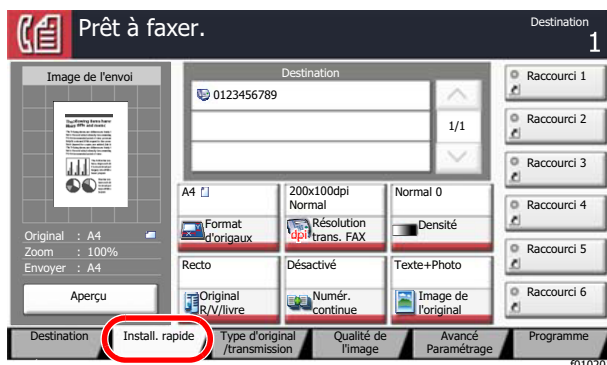 Prêt à faxer.
Destination
1
Image de l'envoi
Original : A4
Zoom : 100%
Envoyer : A4
Aperçu
Destination
0123456789
1/1
A4
Format
d'origaux
200x100dpi
Normal
dpi
Résolution
trans. FAX
Normal 0
Densité
Recto
Original
R/V/livre
Désactivé
Numér.
continue
Texte+Photo
Image de
l'original
Raccourci 1
Raccourci 2
Raccourci 3
Raccourci 4
Raccourci 5
Raccourci 6
Destination
Install. rapide
Type d'original
/transmission
Qualité de
l'image
Avancé
Paramétrage
Programme